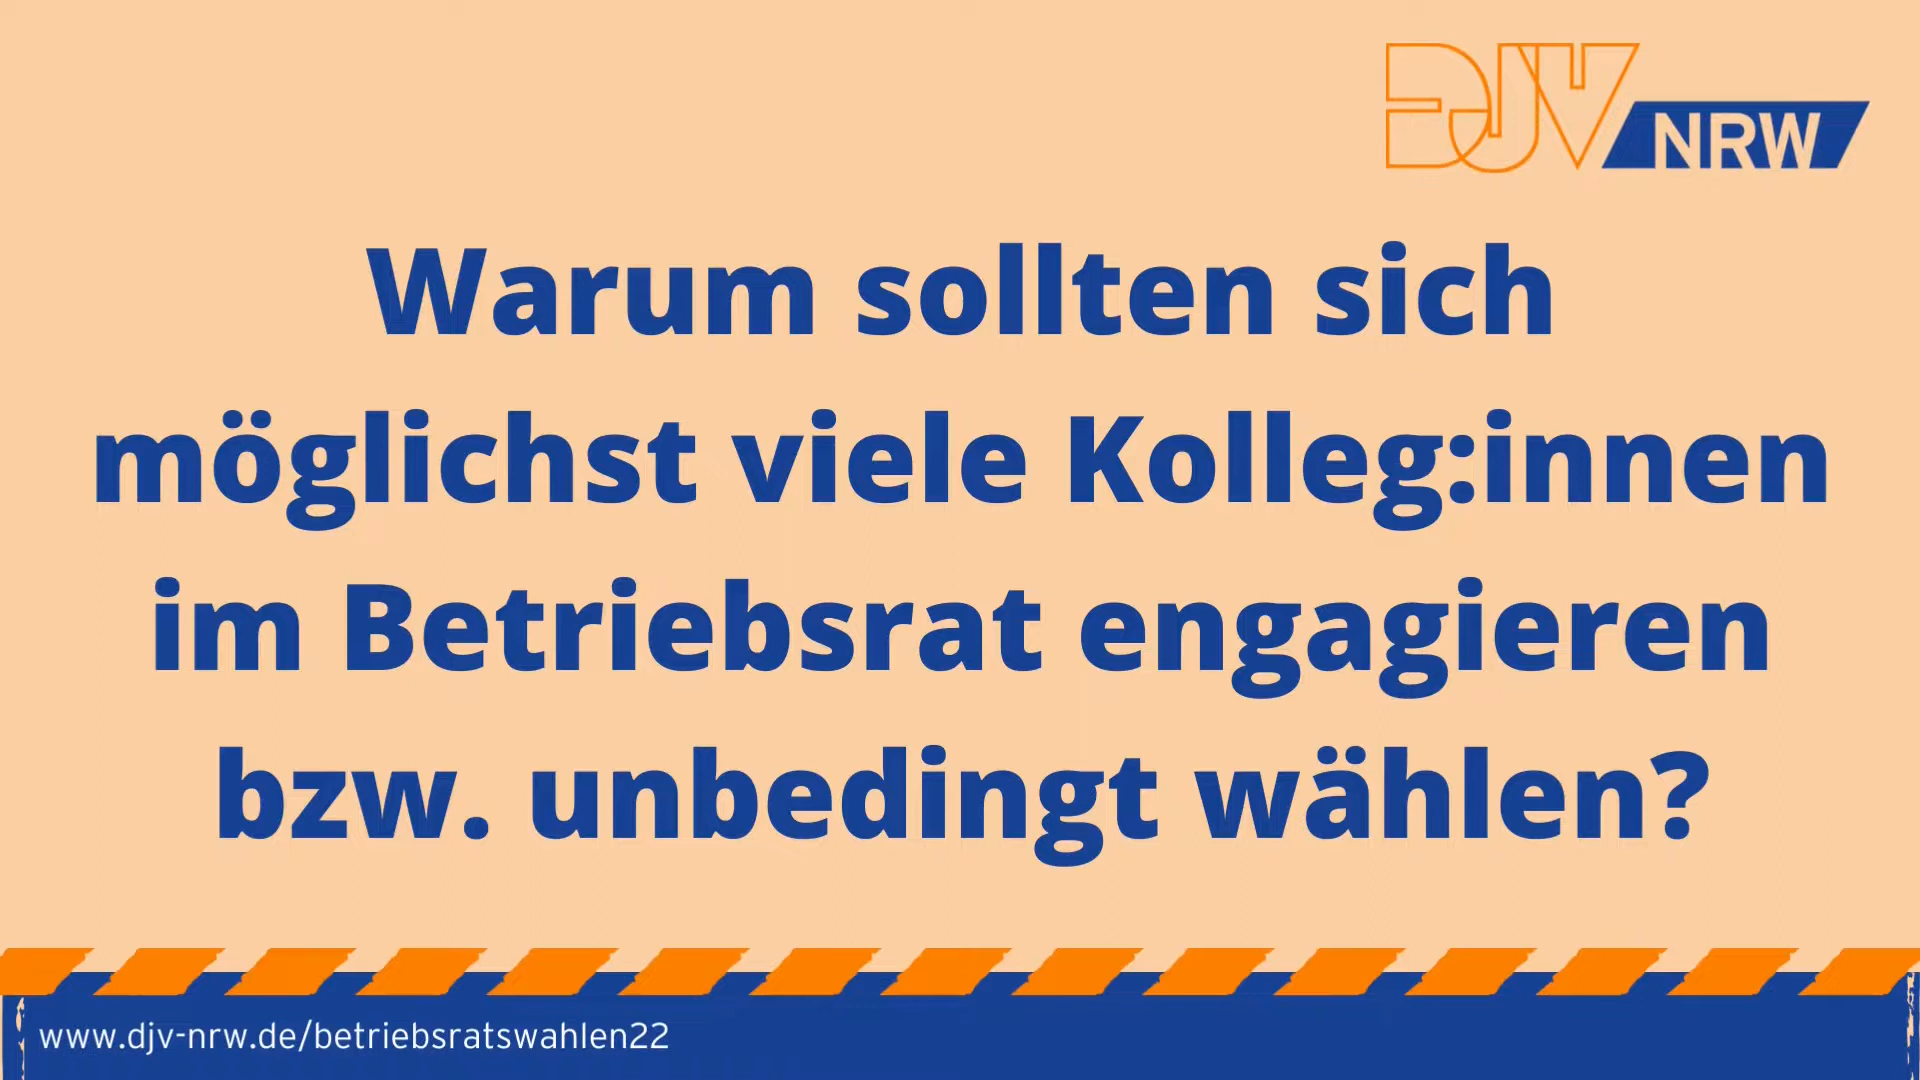 DJV NRW
Warum sollten sich
möglichst viele Kolleg:innen
im Betriebsrat engagieren
bzw. unbedingt wählen?
www.djv-nrw.de/betriebsratswahlen22